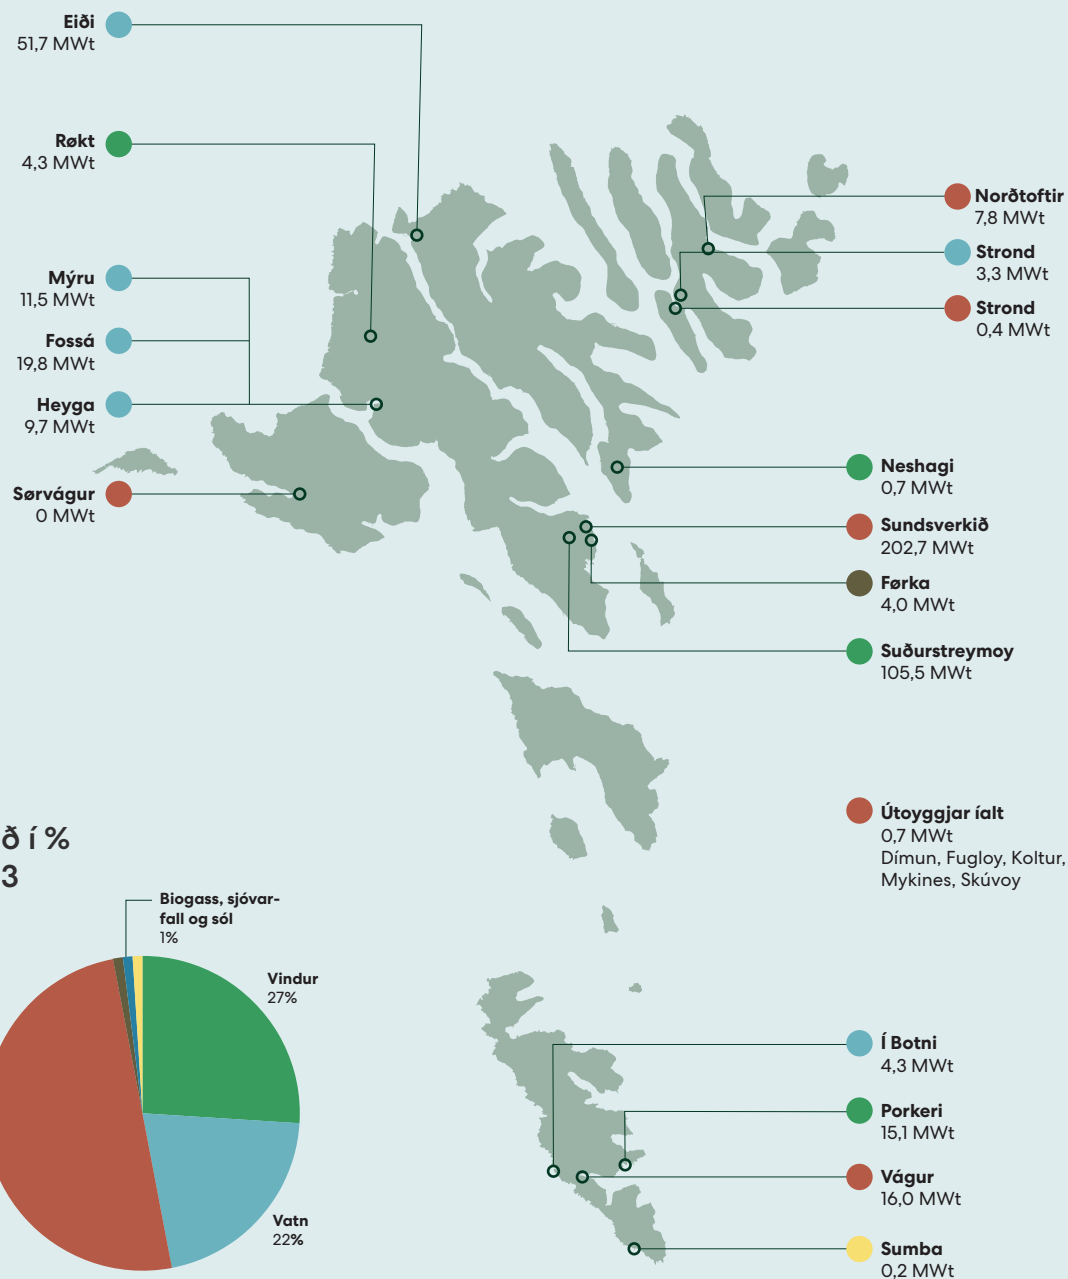 Eiði
51,7 MWt
Røkt
4,3 MWt
Mýru
11,5 MWt
Fossá
19,8 MWt
Heyga
9,7 MWt
Sørvágur
0 MWt
Norðtoftir
7,8 MWt
Strond
3,3 MWt
Strond
0,4 MWt
Neshagi
0,7 MWt
Sundsverkið
202,7 MWt
Førka
4,0 MWt
Suðurstreymoy
105,5 MWt
Útoyggjar íalt
0,7 MWt
Dímun, Fugloy, Koltur,
Mykines, Skúvoy
Í Botni
4,3 MWt
Porkeri
15,1 MWt
Vágur
16,0 MWt
Sumba
0,2 MWt
ð í %
3
Biogass, sjóvar-
fall og sól
1%
Vindur
27%
Vatn
22%